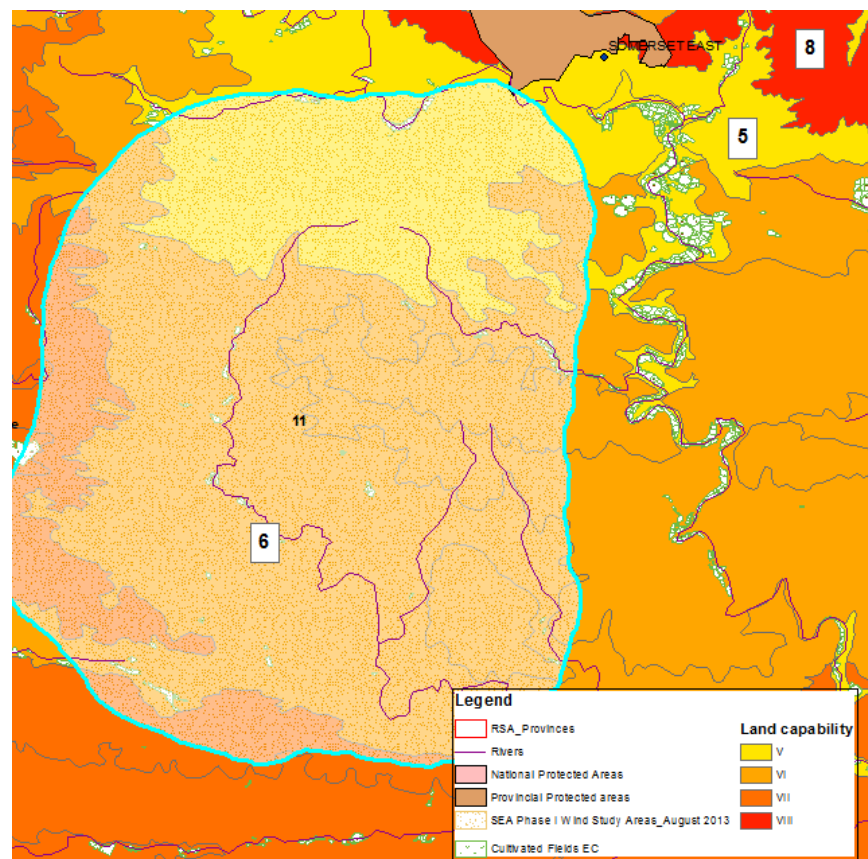 SOMERSET EAST
8
5
11
e
6
Legend
RSA_Provinces
Rivers
National Protected Areas
Provincial Protected areas
SEA Phase I Wind Study Areas_August 2013
Cultivated Fields EC
Land capability
V
VI
VII
VIII